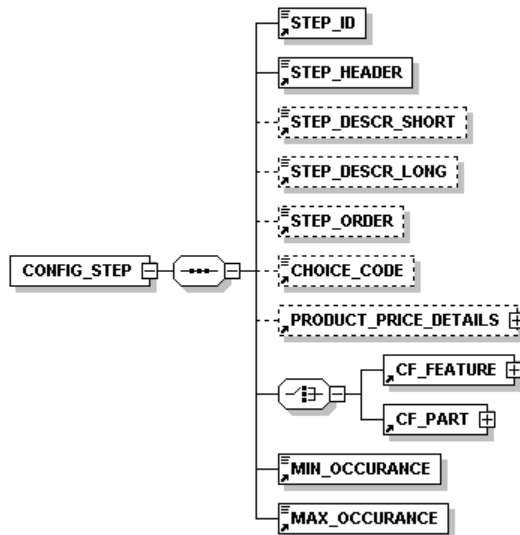 STEP_ID
STEP_HEADER
STEP_DESCR_SHORT
STEP_DESCR_LONG
STEP_ORDER
CONFIG_STEP
CHOICE_CODE
PRODUCT_PRICE_DETAILS
CF_FEATURE
CF_PART
MIN_OCCURANCE
MAX_OCCURANCE